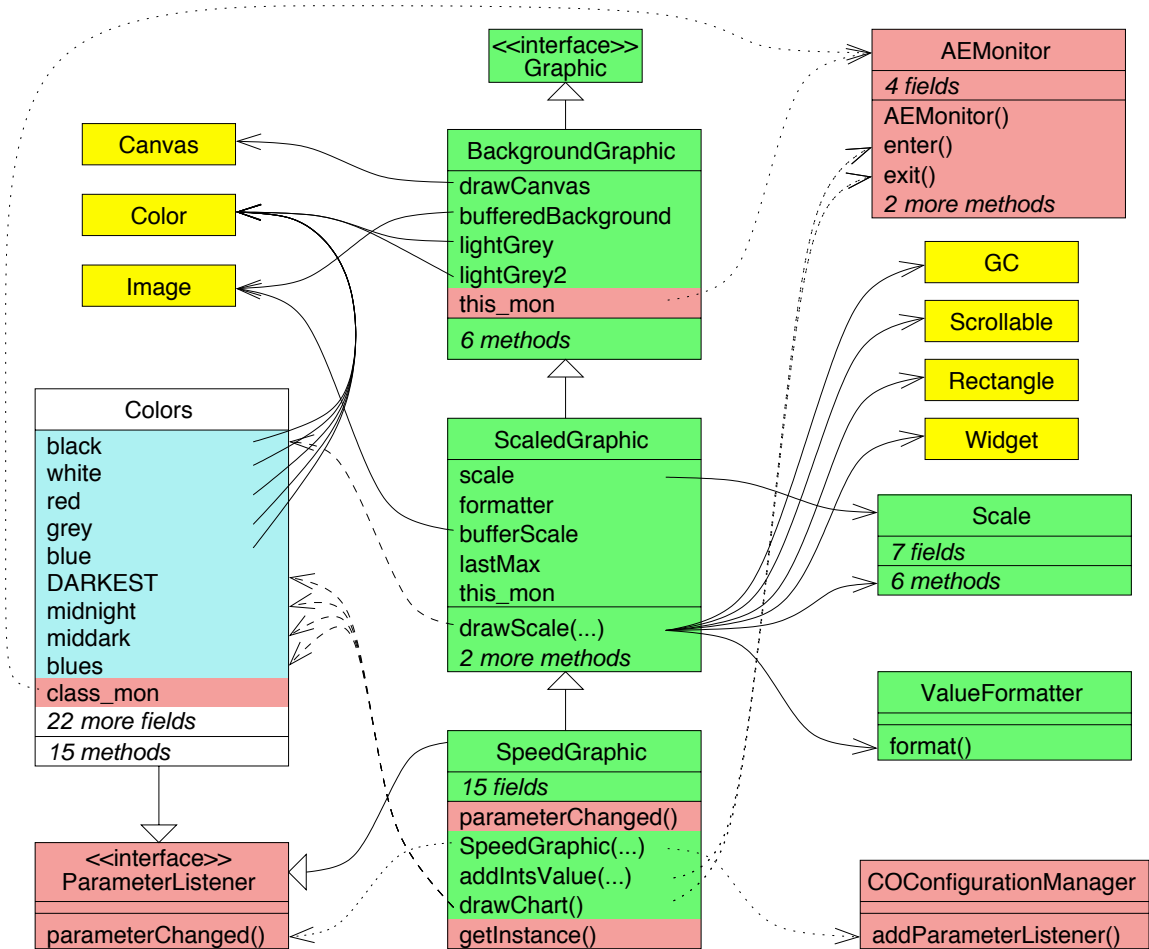 <<interface>>
Graphic
AEMonitor
4 fields
AEMonitor()
enter()
exit()
2 more methods
Canvas
Color
Image
BackgroundGraphic
drawCanvas
bufferedBackground
lightGrey
lightGrey2
this_mon
6 methods
GC
Scrollable
Rectangle
Widget
Colors
black
white
red
grey
blue
DARKEST
midnight
middark
blues
class_mon
22 more fields
15 methods
ScaledGraphic
scale
formatter
bufferScale
lastMax
this_mon
drawScale(...)
2 more methods
Scale
7 fields
6 methods
ValueFormatter
format()
SpeedGraphic
15 fields
parameterChanged()
SpeedGraphic(...)
addIntsValue(...)
drawChart()
getInstance()
<<interface>>
ParameterListener
parameterChanged()
COConfigurationManager
addParameterListener()